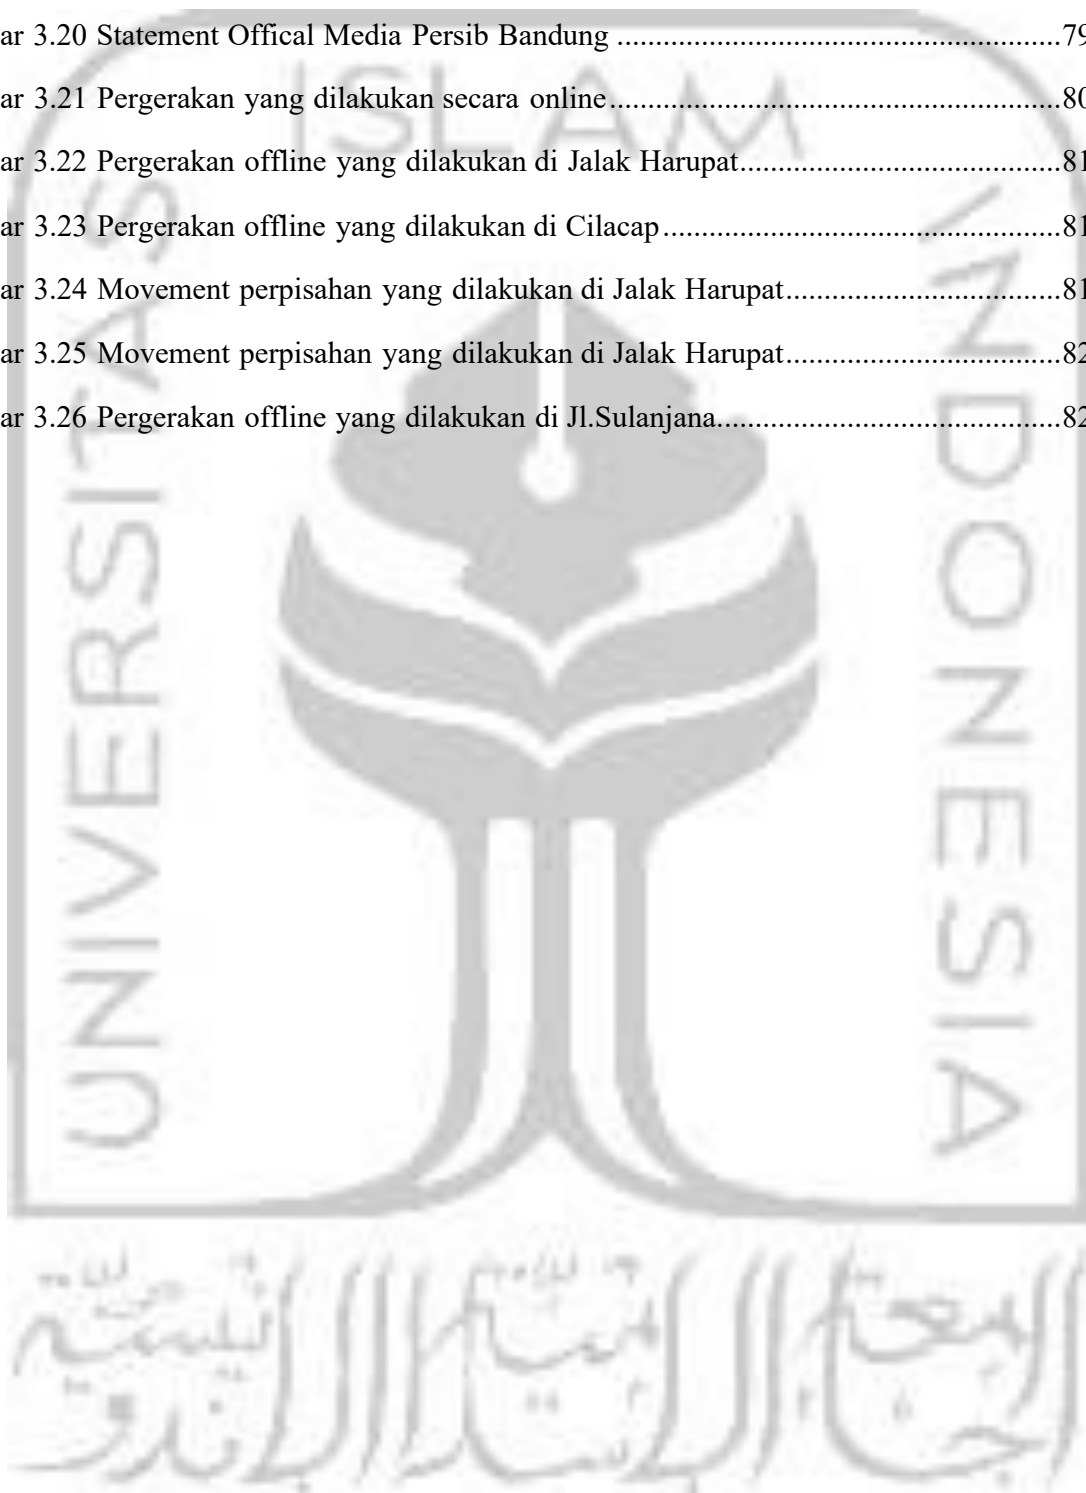 ar 3.20 Statement Offical Media Persib Bandung ........................................................79
ar 3.21 Pergerakan yang dilakukan secara online.........................................................80
ar 3.22 Pergerakan offline yang dilakukan di Jalak Harupat.........................................81
ar 3.23 Pergerakan offline yang dilakukan di Cilacap ..................................................81
ar 3.24 Movement perpisahan yang dilakukan di Jalak Harupat...................................81
ar 3.25 Movement perpisahan yang dilakukan di Jalak Harupat...................................82
ar 3.26 Pergerakan offline yang dilakukan di Jl.Sulanjana...........................................82
UNIVERSITAS
ISLAM
INDONESIA